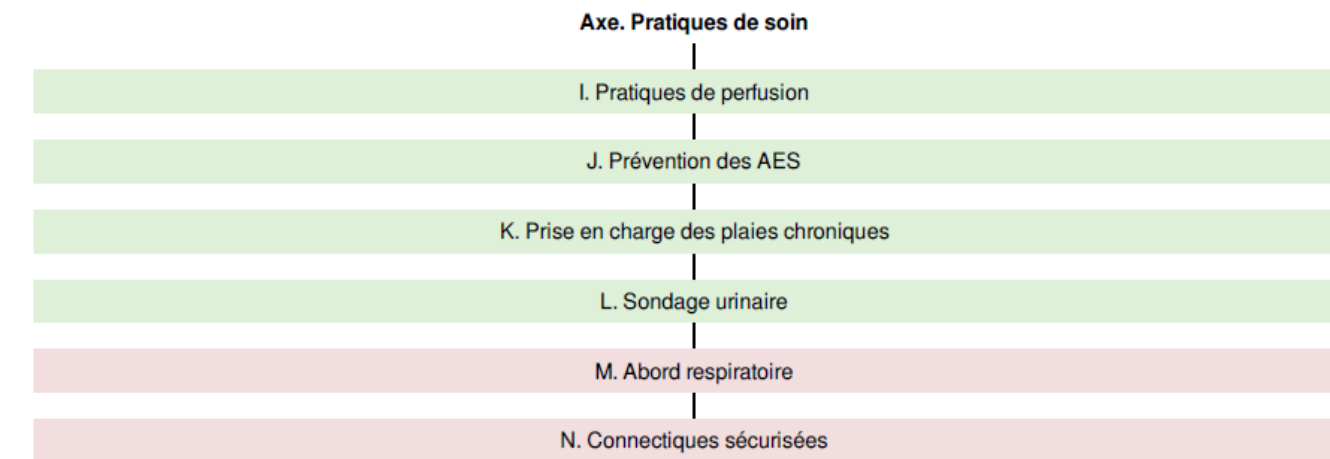 Axe. Pratiques de soin
I. Pratiques de perfusion
J. Prévention des AES
K. Prise en charge des plaies chroniques
L. Sondage urinaire
M. Abord respiratoire
N. Connectiques sécurisées